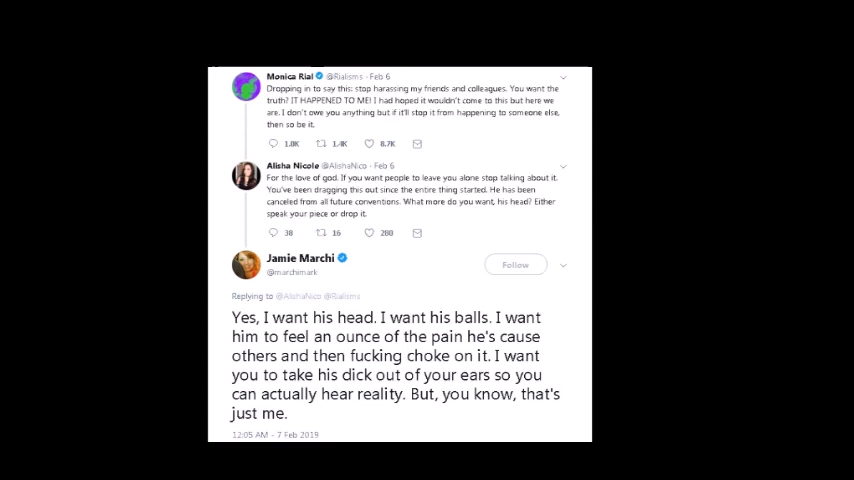 Monica Rial @Rialisms · Feb 6
Dropping in to say this: stop harassing my friends and colleagues. You want the
truth? IT HAPPENED TO ME! I had hoped it wouldn't come to this but here we
are. I don't owe you anything but if it'll stop it from happening to someone else,
then so be it.
1.0K 1.4K 8.7K
Alisha Nicole @AlishaNico · Feb 6
For the love of god. If you want people to leave you alone stop talking about it.
You've been dragging this out since the entire thing started. He has been
canceled from all future conventions. What more do you want, his head? Either
speak your piece or drop it.
38 16 280
Jamie Marchi
@marchimark
Follow
Replying to @AlishaNico @Rialisms
Yes, I want his head. I want his balls. I want
him to feel an ounce of the pain he's cause
others and then fucking choke on it. I want
you to take his dick out of your ears so you
can actually hear reality. But, you know, that's
just me.
12:05 AM - 7 Feb 2019